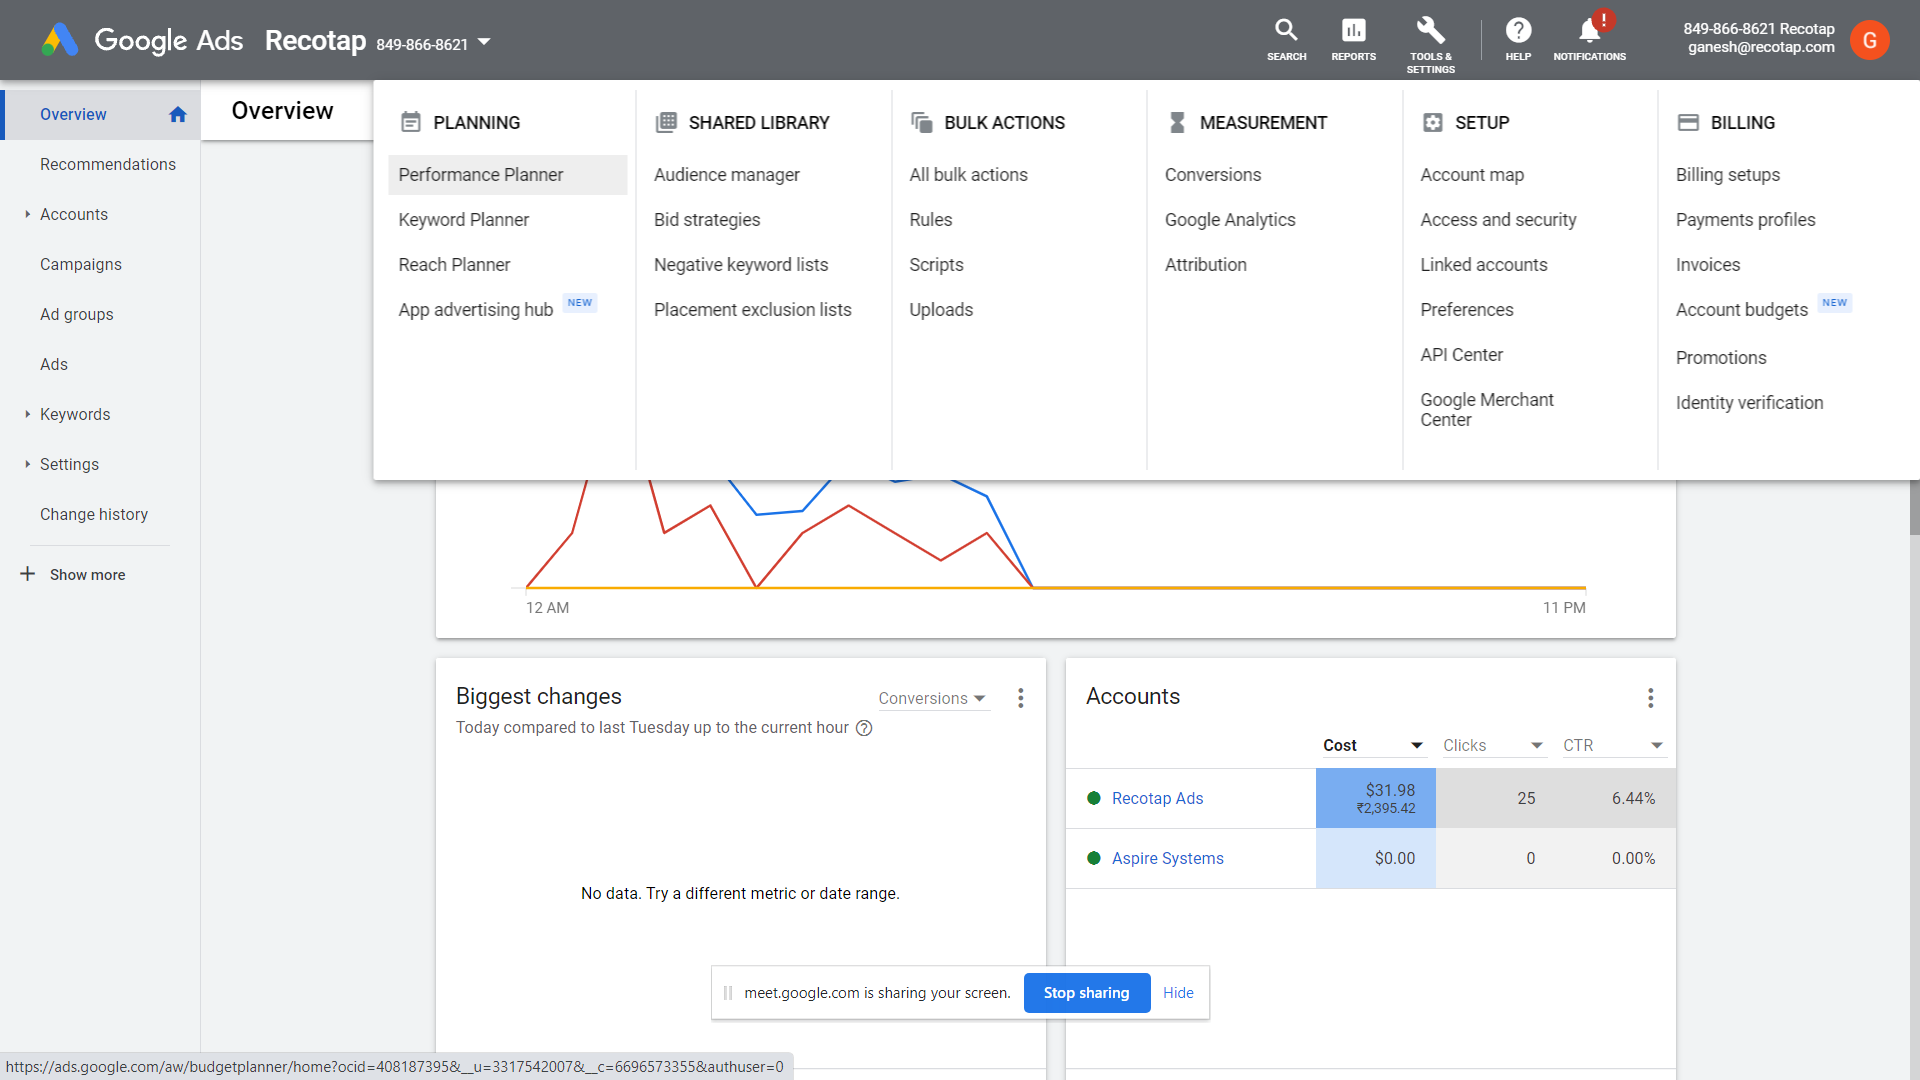 Google Ads Recotap 849-866-8621
SEARCH
REPORTS
TOOLS &
SETTINGS
HELP
!
NOTIFICATIONS
849-866-8621 Recotap
ganesh@recotap.com
G
Overview
Recommendations
Accounts
Campaigns
Ad groups
Ads
Keywords
Settings
Change history
Show more
Overview
PLANNING
Performance Planner
Keyword Planner
Reach Planner
App advertising hub NEW
SHARED LIBRARY
Audience manager
Bid strategies
Negative keyword lists
Placement exclusion lists
BULK ACTIONS
All bulk actions
Rules
Scripts
Uploads
MEASUREMENT
Conversions
Google Analytics
Attribution
SETUP
Account map
Access and security
Linked accounts
Preferences
API Center
Google Merchant
Center
BILLING
Billing setups
Payments profiles
Invoices
Account budgets NEW
Promotions
Identity verification
12 AM
11 PM
Biggest changes
Conversions
Today compared to last Tuesday up to the current hour
No data. Try a different metric or date range.
Accounts
Cost Clicks CTR
Recotap Ads $31.98 25 6.44%
₹2,395.42
Aspire Systems $0.00 0 0.00%
meet.google.com is sharing your screen. Stop sharing Hide
https://ads.google.com/aw/budgetplanner/home?ocid=408187395&__u=3317542007&__c=6696573355&authuser=0